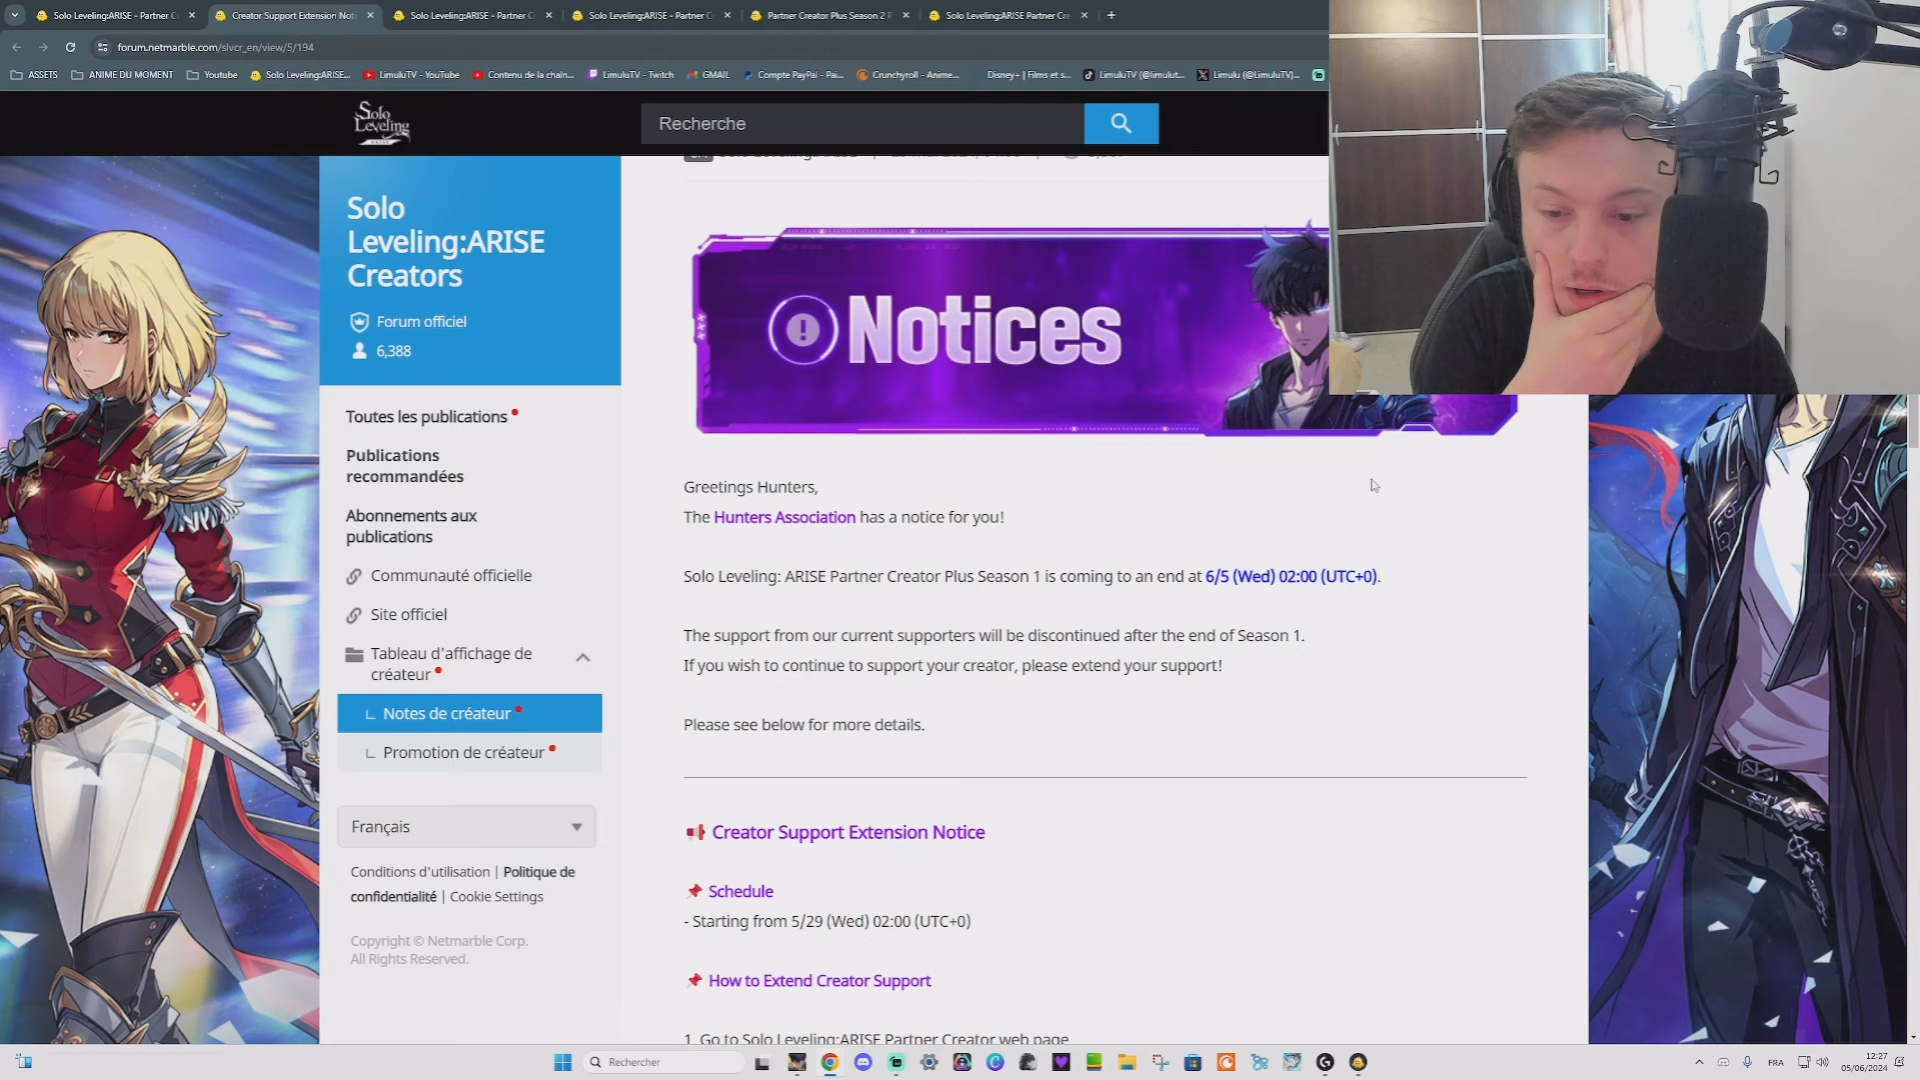 Solo Leveling:ARISE - Partner C
Creator Support Extension Not
Solo Leveling:ARISE - Partner C
Solo Leveling:ARISE - Partner C
Partner Creator Plus Season 2
Solo Leveling:ARISE Partner Cre
forum.netmarble.com/slvcr_en/view/5/194
ASSETS
ANIME DU MOMENT
Youtube
Solo Leveling:ARISE...
LimuluTV - YouTube
Contenu de la chaîn...
LimuluTV - Twitch
GMAIL
Compte PayPal - Pai...
Crunchyroll - Anime...
Disney+ | Films et s...
LimuluTV (@limulut...
Limulu (@LimuluTV)...
Solo
Leveling
Recherche
Solo
Leveling:ARISE
Creators
Forum officiel
6,388
Toutes les publications
Publications
recommandées
Abonnements aux
publications
Communauté officielle
Site officiel
Tableau d'affichage de
créateur
Notes de créateur
Promotion de créateur
Français
Conditions d'utilisation | Politique de
confidentialité | Cookie Settings
Copyright © Netmarble Corp.
All Rights Reserved.
! Notices
Greetings Hunters,
The Hunters Association has a notice for you!
Solo Leveling: ARISE Partner Creator Plus Season 1 is coming to an end at 6/5 (Wed) 02:00 (UTC+0).
The support from our current supporters will be discontinued after the end of Season 1.
If you wish to continue to support your creator, please extend your support!
Please see below for more details.
Creator Support Extension Notice
Schedule
- Starting from 5/29 (Wed) 02:00 (UTC+0)
How to Extend Creator Support
1. Go to Solo Leveling:ARISE Partner Creator web page
Rechercher
FRA
12:27
05/06/2024